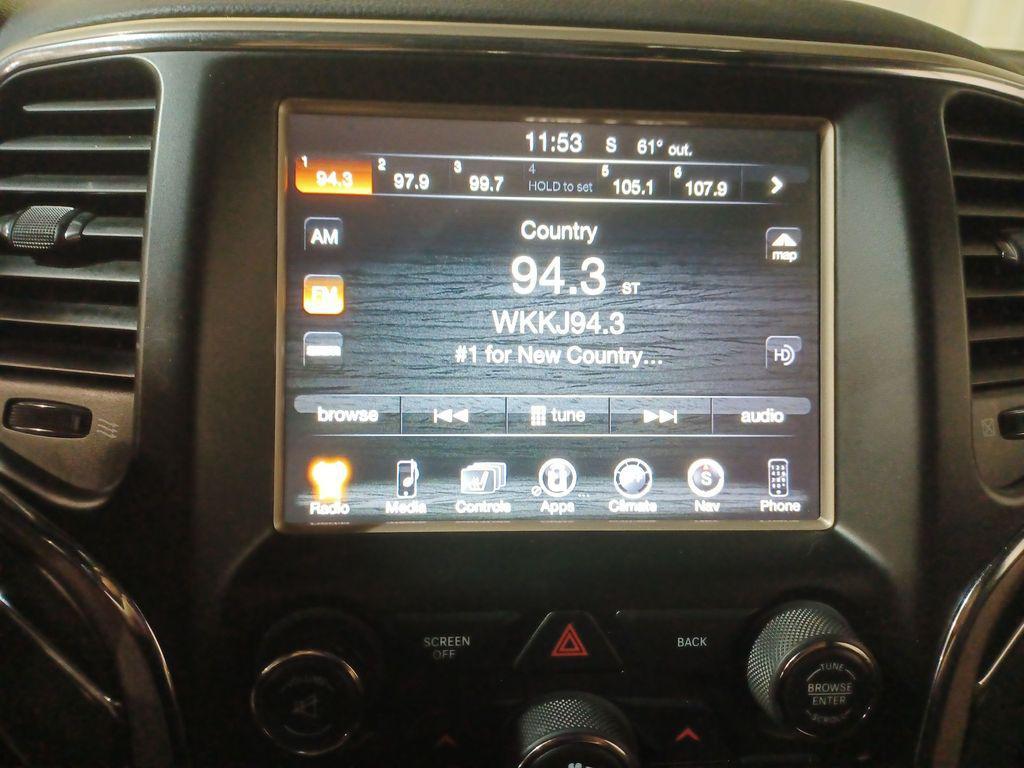 11:53 S 61° out.
1 94.3 2 97.9 3 99.7 4 HOLD to set 5 105.1 6 107.9
AM
Country
map
94.3 ST
FM
WKKJ94.3
#1 for New Country...
HD
browse tune audio
Radio Media Controls Apps Climate Nav Phone
S
SCREEN
OFF
BACK
TUNE
BROWSE
ENTER
SCROLL